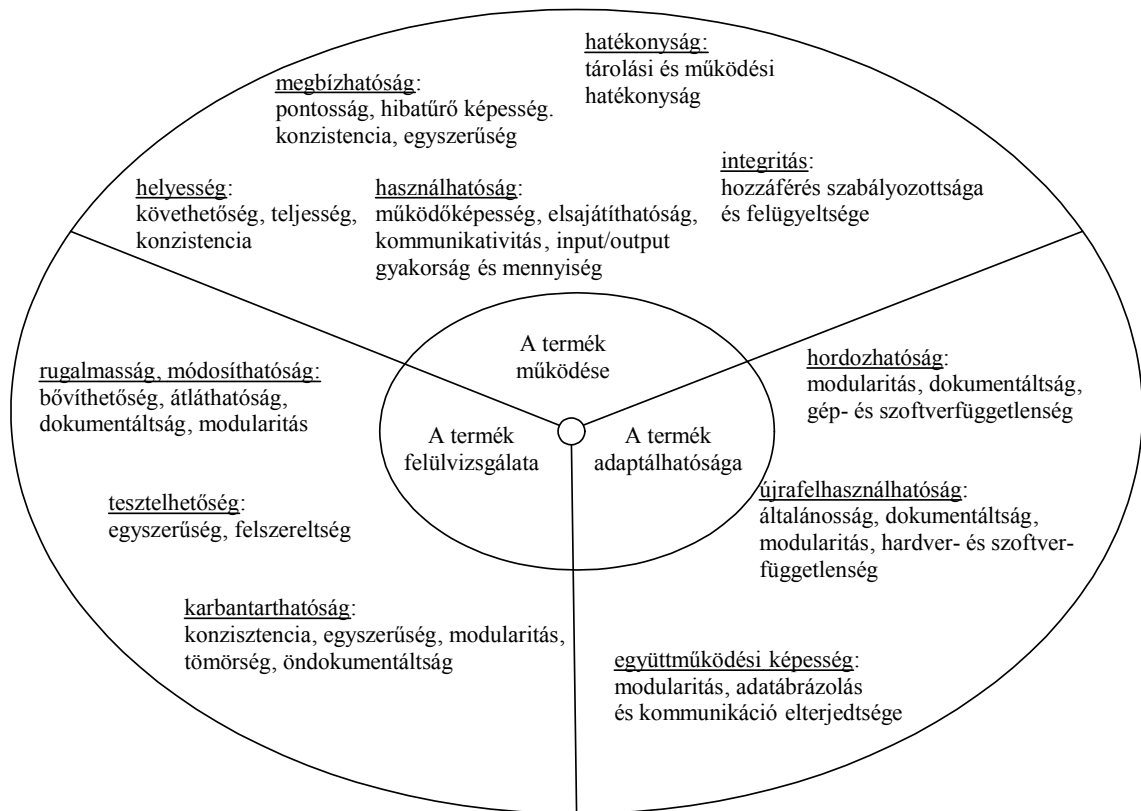 hatékonyság:
tárolási és működési
hatékonyság
megbízhatóság:
pontosság, hibatűrő képesség.
konzistencia, egyszerűség
integritás:
hozzáférés szabályozottsága
és felügyeltsége
helyesség:
követhetőség, teljesség,
konzistencia
használhatóság:
működőképesség, elsajátíthatóság,
kommunikativitás, input/output
gyakorság és mennyiség
A termék
működése
rugalmasság, módosíthatóság:
bővíthetőség, átláthatóság,
dokumentáltság, modularitás
hordozhatóság:
modularitás, dokumentáltság,
gép- és szoftverfüggetlenség
A termék
felülvizsgálata
A termék
adaptálhatósága
tesztelhetőség:
egyszerűség, felszereltség
újrafelhasználhatóság:
általánosság, dokumentáltság,
modularitás, hardver- és szoftver-
függetlenség
karbantarthatóság:
konzisztencia, egyszerűség, modularitás,
tömörség, öndokumentáltság
együttműködési képesség:
modularitás, adatábrázolás
és kommunikáció elterjedtsége